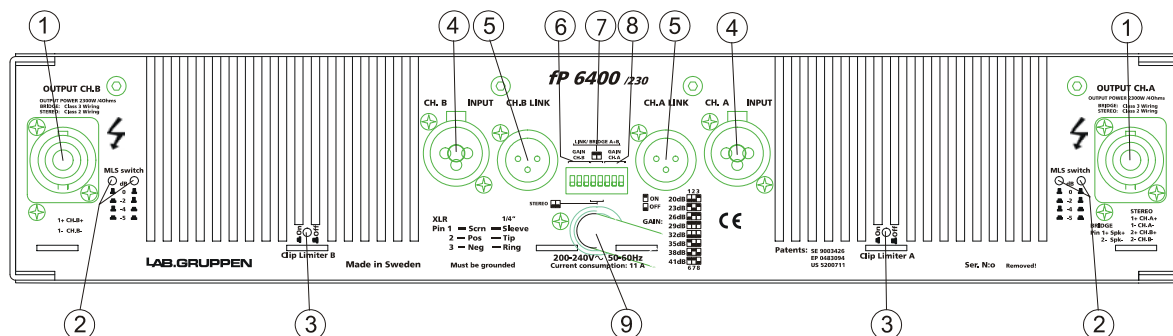 1 4 5 6 7 8 5 4 1
fP 6400 /230
OUTPUT CH.B
OUTPUT POWER 2300W /4Ohms
BRIDGE: Class 3 Wiring
STEREO: Class 2 Wiring
MLS switch
dB
0
-2
-4
-5
1+ CH.B+
1- CH.B-
CH. B INPUT
CH.B LINK
LINK/ BRIDGE A+B
GAIN CH.B
GAIN CH.A
STEREO
CH.A LINK
CH. A INPUT
ON
OFF
GAIN:
1 2 3
20dB
23dB
26dB
29dB
32dB
35dB
38dB
41dB
6 7 8
XLR 1/4"
Pin 1 Scrn Sleeve
2 Pos Tip
3 Neg Ring
On Off
Clip Limiter B
LAB.GRUPPEN
Made in Sweden
Must be grounded
200-240V ~ 50-60Hz
Current consumption: 11 A
CE
Patents: SE 9003426
EP 0483094
US 5200711
On Off
Clip Limiter A
Ser. N:o Removed!
OUTPUT CH.A
OUTPUT POWER 2300W /4Ohms
BRIDGE: Class 3 Wiring
STEREO: Class 2 Wiring
MLS switch
dB
0
-2
-4
-5
STEREO
1+ CH.A+
1- CH.A-
2+ CH.B+
2- CH.B-
BRIDGE
Pin 1+ Spk+
2- Spk-
2 3 9 3 2